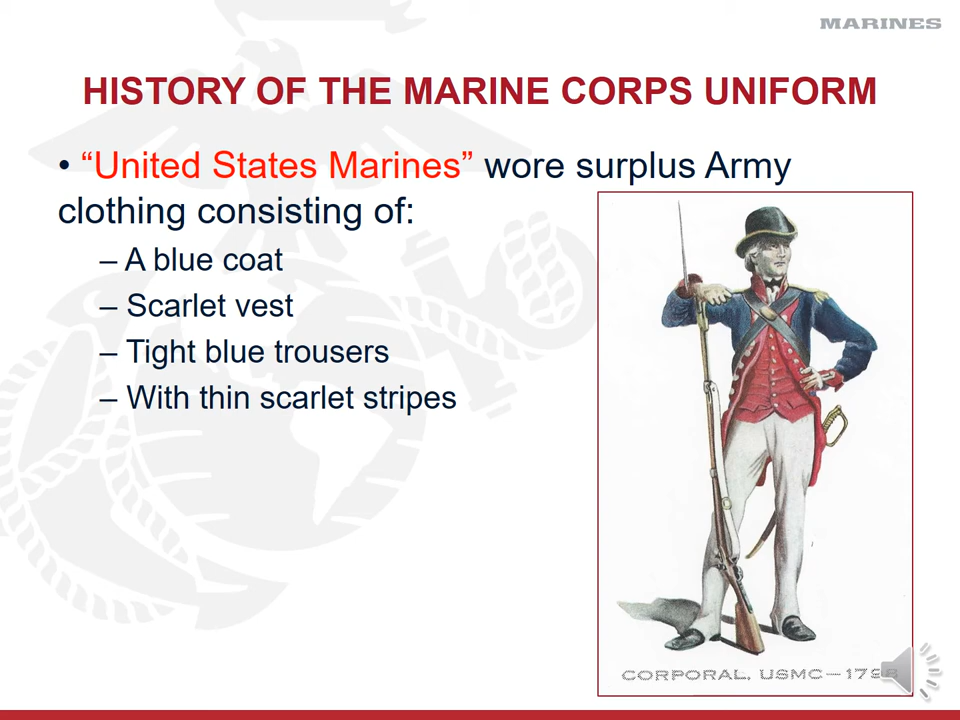 MARINES
HISTORY OF THE MARINE CORPS UNIFORM
• “United States Marines” wore surplus Army
clothing consisting of:
– A blue coat
– Scarlet vest
– Tight blue trousers
– With thin scarlet stripes
CORPORAL, USMC—1798